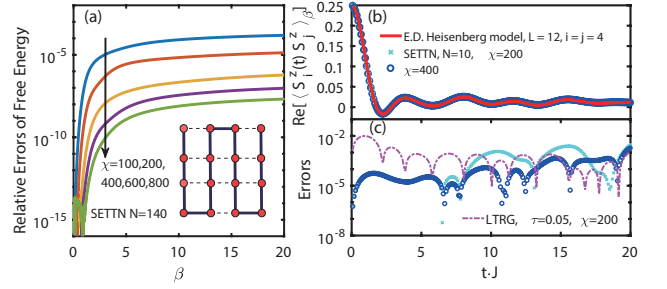 (a)
Relative Errors of Free Energy
10^-5
10^-10
10^-15
χ=100,200,
400,600,800
SETTN N=140
0 5 10 15 20
β
(b)
Re[⟨ S_i^z(t) S_j^z ⟩_β]
0.25
0.2
0.15
0.1
0.05
0
E.D. Heisenberg model, L = 12, i = j = 4
SETTN, N=10, χ=200
χ=400
(c)
Errors
10^-2
10^-5
10^-8
LTRG, τ=0.05, χ=200
0 5 10 15 20
t·J